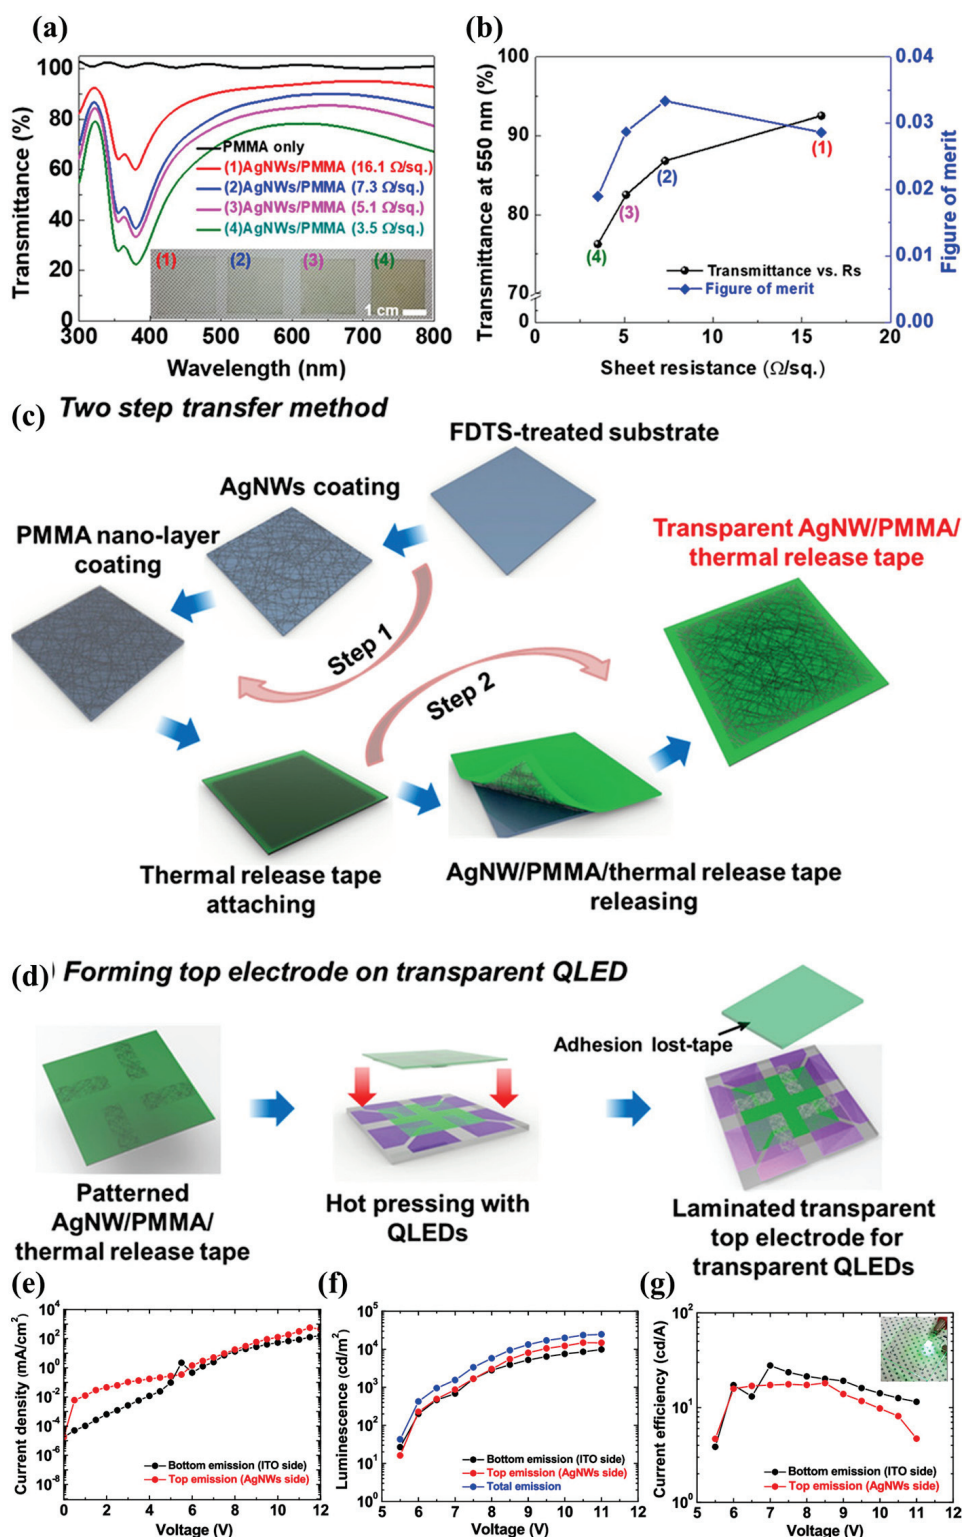 (a)
Transmittance (%)
100
80
60
40
20
0
PMMA only
(1)AgNWs/PMMA (16.1 Ω/sq.)
(2)AgNWs/PMMA (7.3 Ω/sq.)
(3)AgNWs/PMMA (5.1 Ω/sq.)
(4)AgNWs/PMMA (3.5 Ω/sq.)
(1) (2) (3) (4)
1 cm
300 400 500 600 700 800
Wavelength (nm)
(b)
Transmittance at 550 nm (%)
100
90
80
70
0
(1)
(2)
(3)
(4)
Transmittance vs. Rs
Figure of merit
0.04
0.03
0.02
0.01
0.00
Figure of merit
0 5 10 15 20
Sheet resistance (Ω/sq.)
(c) Two step transfer method
FDTS-treated substrate
AgNWs coating
PMMA nano-layer
coating
Transparent AgNW/PMMA/
thermal release tape
Step 1
Step 2
Thermal release tape
attaching
AgNW/PMMA/thermal release tape
releasing
(d) Forming top electrode on transparent QLED
Adhesion lost-tape
Patterned
AgNW/PMMA/
thermal release tape
Hot pressing with
QLEDs
Laminated transparent
top electrode for
transparent QLEDs
(e)
Current density (mA/cm²)
10⁴
10²
10⁰
10⁻²
10⁻⁴
10⁻⁶
10⁻⁸
Bottom emission (ITO side)
Top emission (AgNWs side)
0 2 4 6 8 10 12
Voltage (V)
(f)
Luminescence (cd/m²)
10⁵
10⁴
10³
10²
10¹
10⁰
Bottom emission (ITO side)
Top emission (AgNWs side)
Total emission
5 6 7 8 9 10 11 12
Voltage (V)
(g)
Current efficiency (cd/A)
10²
10¹
10⁰
Bottom emission (ITO side)
Top emission (AgNWs side)
5 6 7 8 9 10 11 12
Voltage (V)